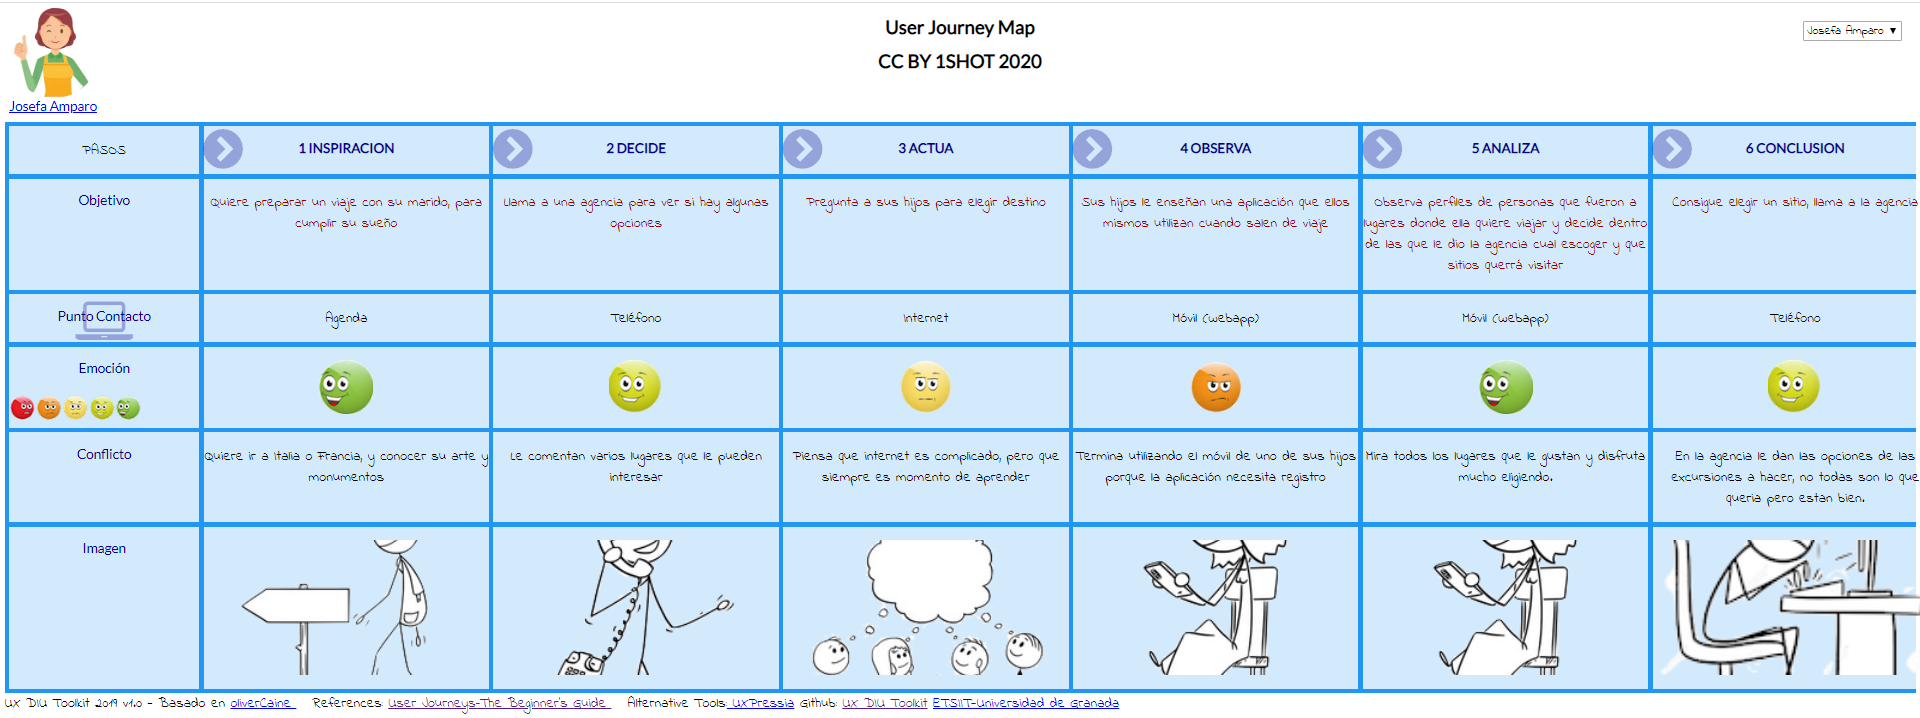 User Journey Map
CC BY 1SHOT 2020
Josefa Amparo ▼
Josefa Amparo
PASOS
1 INSPIRACION
2 DECIDE
3 ACTUA
4 OBSERVA
5 ANALIZA
6 CONCLUSION
Objetivo
Quiere preparar un viaje con su marido, para
cumplir su sueño
Llama a una agencia para ver si hay algunas
opciones
Pregunta a sus hijos para elegir destino
Sus hijos le enseñan una aplicación que ellos
mismos utilizan cuando salen de viaje
Observa perfiles de personas que fueron a
lugares donde ella quiere viajar y decide dentro
de las que le dio la agencia cual escoger y que
sitios querrá visitar
Consigue elegir un sitio, llama a la agencia
Punto Contacto
Agenda
Teléfono
Internet
Móvil (webapp)
Móvil (webapp)
Teléfono
Emoción
Conflicto
Quiere ir a Italia o Francia, y conocer su arte y
monumentos
Le comentan varios lugares que le pueden
interesar
Piensa que internet es complicado, pero que
siempre es momento de aprender
Termina utilizando el móvil de uno de sus hijos
porque la aplicación necesita registro
Mira todos los lugares que le gustan y disfruta
mucho eligiendo.
En la agencia le dan las opciones de las
excursiones a hacer, no todas son lo que
queria pero estan bien.
Imagen
UX DIU Toolkit 2019 v1.0 - Basado en oliverCaine References: User Journeys-The Beginner's Guide Alternative Tools: UXPressia Github: UX DIU Toolkit ETSIIT-Universidad de Granada